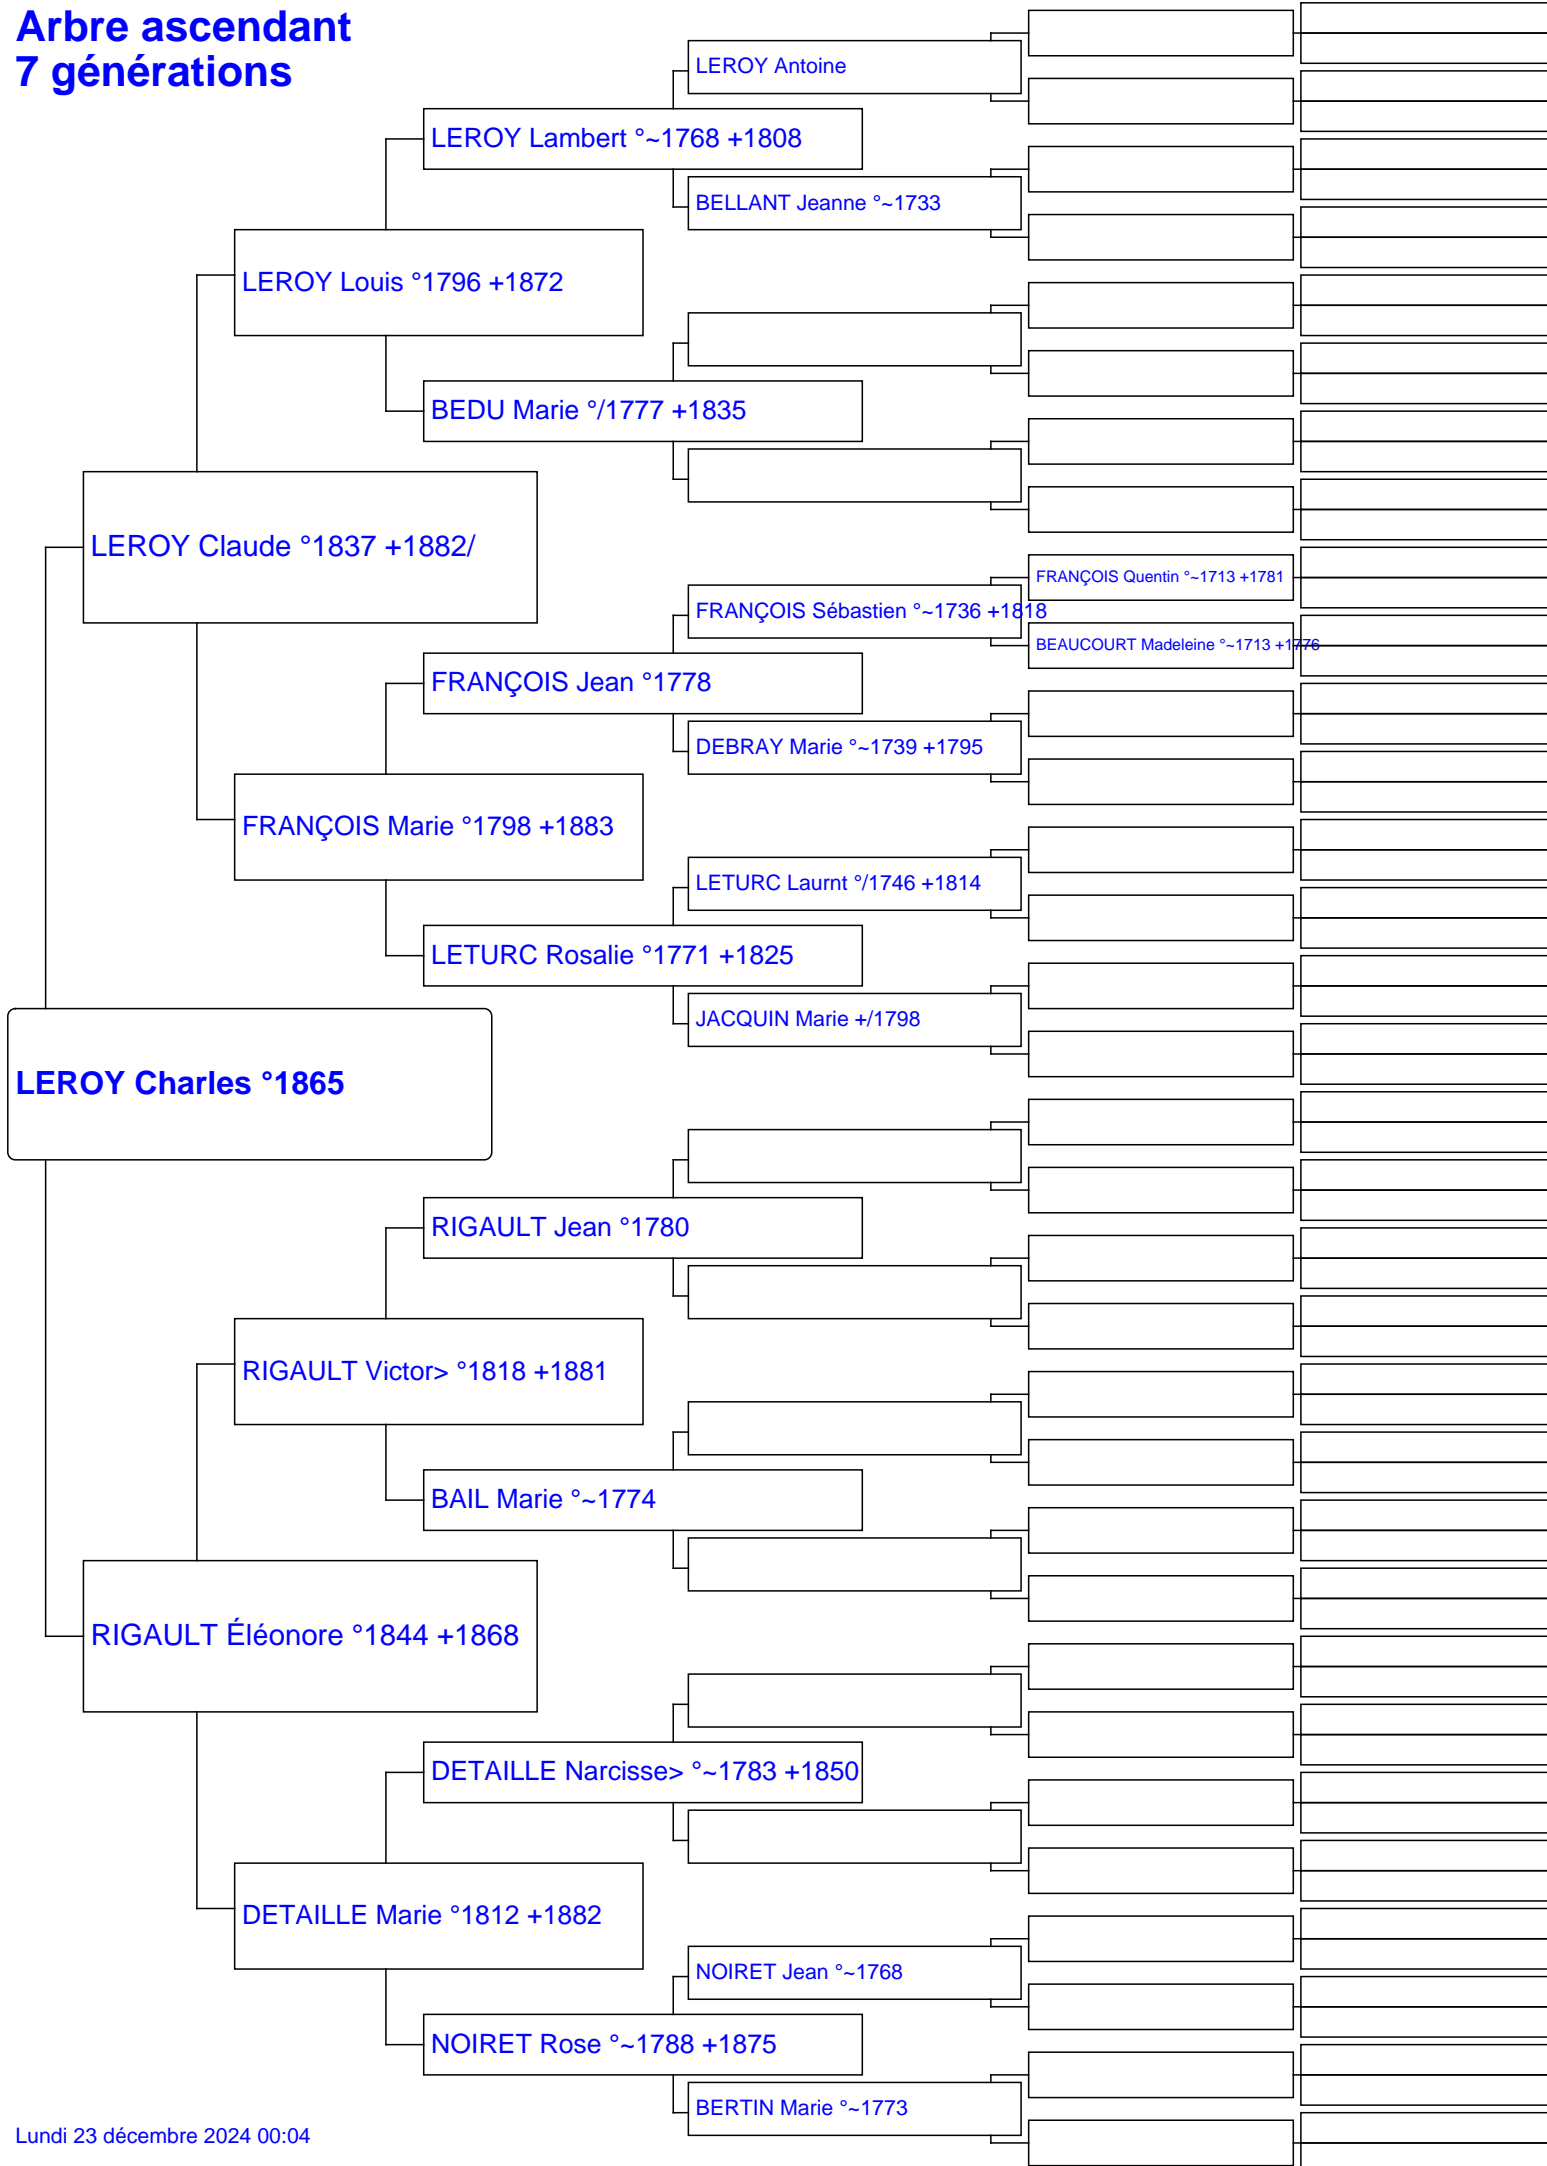 Arbre ascendant
7 générations
LEROY Antoine
LEROY Lambert °~1768 +1808
BELLANT Jeanne °~1733
LEROY Louis °1796 +1872
BEDU Marie °/1777 +1835
LEROY Claude °1837 +1882/
FRANÇOIS Quentin °~1713 +1781
FRANÇOIS Sébastien °~1736 +1818
BEAUCOURT Madeleine °~1713 +1776
FRANÇOIS Jean °1778
DEBRAY Marie °~1739 +1795
FRANÇOIS Marie °1798 +1883
LETURC Laurnt °/1746 +1814
LETURC Rosalie °1771 +1825
JACQUIN Marie +/1798
LEROY Charles °1865
RIGAULT Jean °1780
RIGAULT Victor> °1818 +1881
BAIL Marie °~1774
RIGAULT Éléonore °1844 +1868
DETAILLE Narcisse> °~1783 +1850
DETAILLE Marie °1812 +1882
NOIRET Jean °~1768
NOIRET Rose °~1788 +1875
BERTIN Marie °~1773
Lundi 23 décembre 2024 00:04